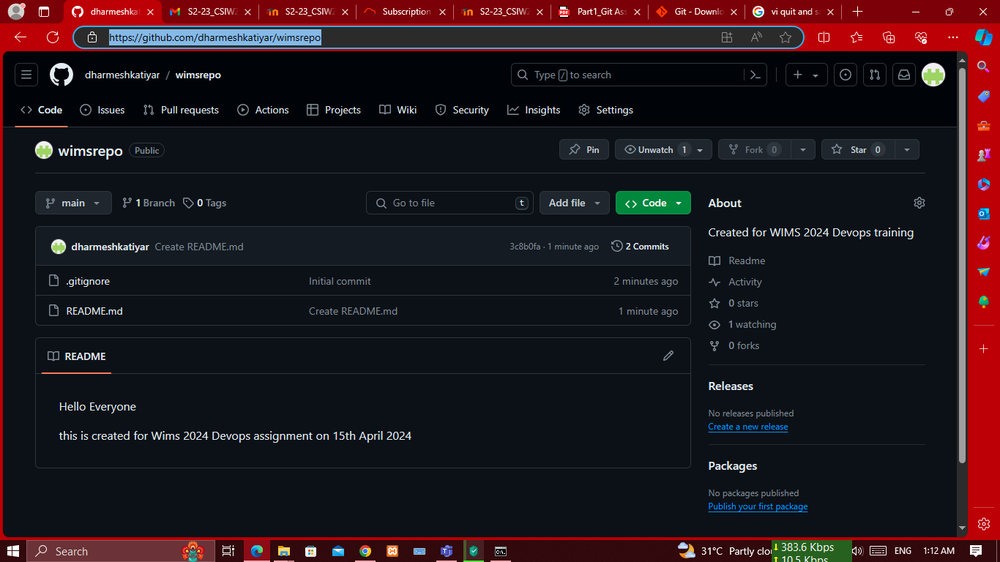 dharmeshkat
S2-23_CSIWZ
S2-23_CSIWZ
Subscription
S2-23_CSIWZ
Part1_Git Ass
Git - Downlo
vi quit and sa
https://github.com/dharmeshkatiyar/wimsrepo
dharmeshkatiyar / wimsrepo
Type / to search
Code Issues Pull requests Actions Projects Wiki Security Insights Settings
wimsrepo Public
Pin Unwatch 1 Fork 0 Star 0
main 1 Branch 0 Tags Go to file t Add file Code
dharmeshkatiyar Create README.md 3c8b0fa · 1 minute ago 2 Commits
.gitignore Initial commit 2 minutes ago
README.md Create README.md 1 minute ago
README
Hello Everyone
this is created for Wims 2024 Devops assignment on 15th April 2024
About
Created for WIMS 2024 Devops training
Readme
Activity
0 stars
1 watching
0 forks
Releases
No releases published
Create a new release
Packages
No packages published
Publish your first package
Search
31°C Partly clo
383.6 Kbps
10.5 Kbps
ENG
1:12 AM